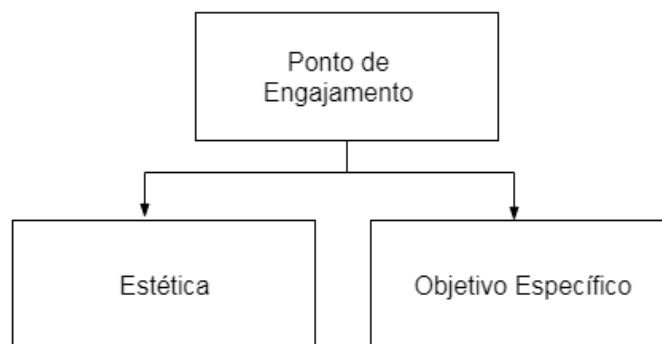 Ponto de
Engajamento
Estética
Objetivo Específico